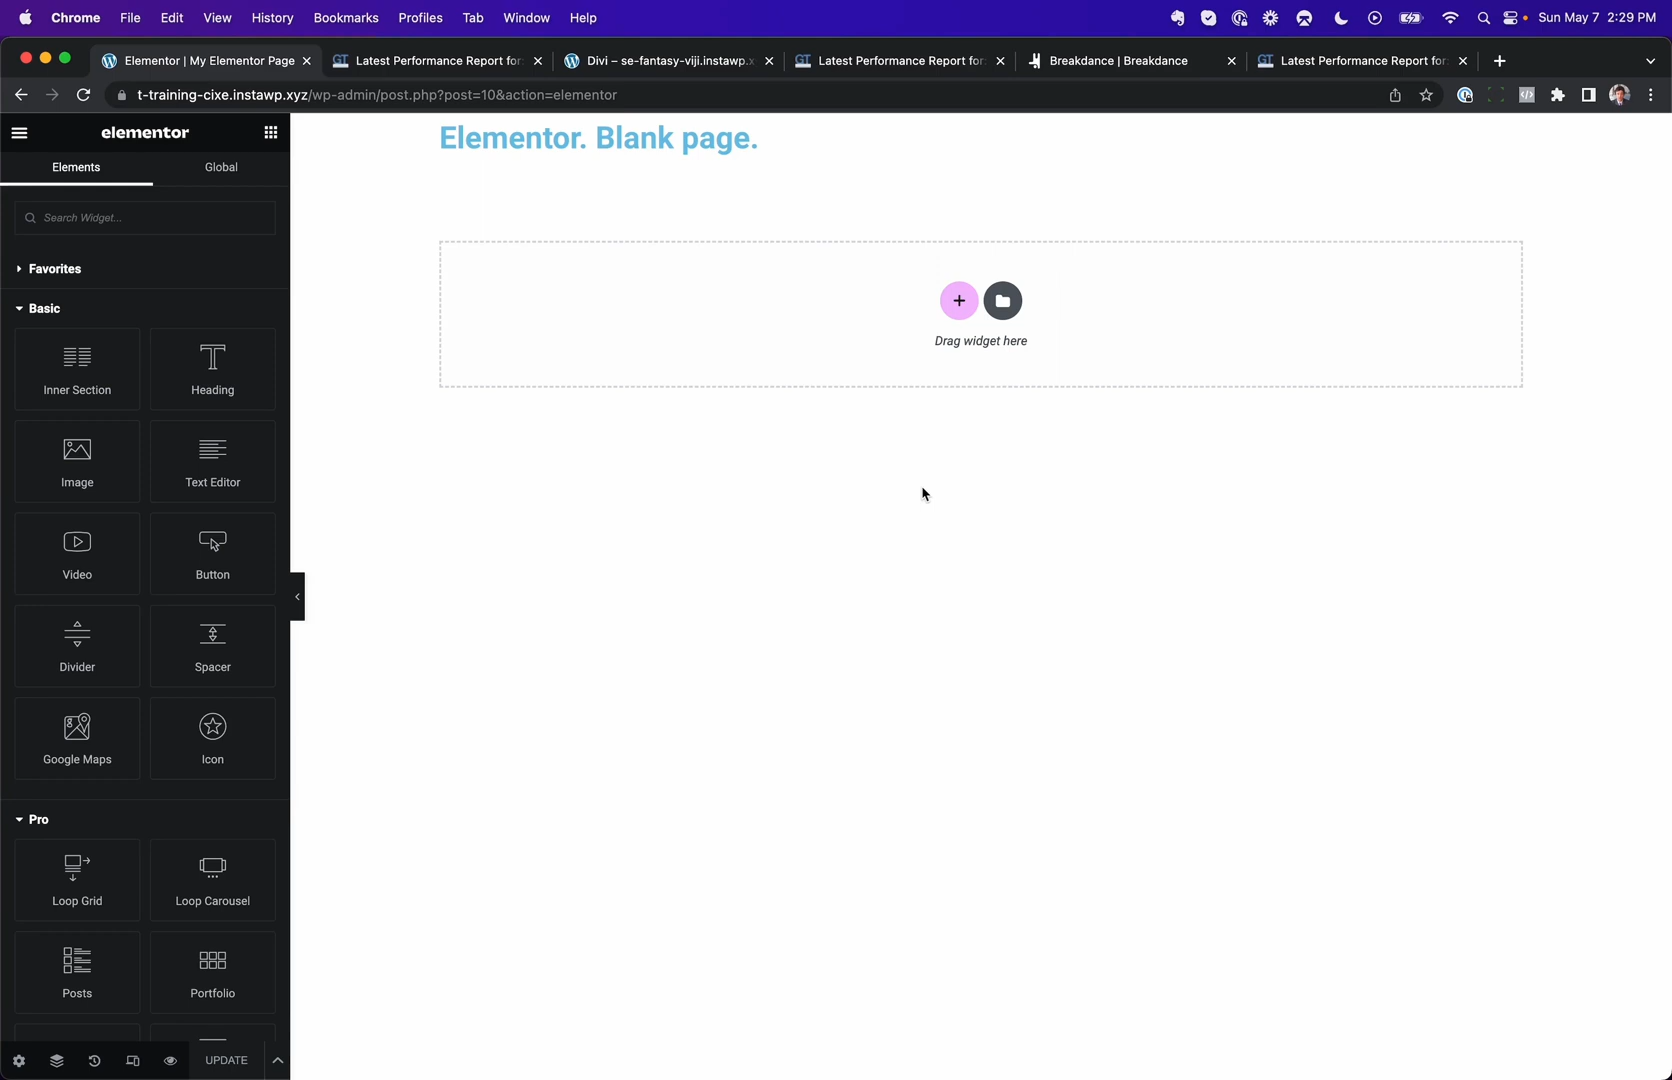 Chrome File Edit View History Bookmarks Profiles Tab Window Help Sun May 7 2:29 PM
Elementor | My Elementor Page Latest Performance Report for: Divi – se-fantasy-viji.instawp.x Latest Performance Report for: Breakdance | Breakdance Latest Performance Report for:
t-training-cixe.instawp.xyz/wp-admin/post.php?post=10&action=elementor
elementor
Elements Global
Search Widget...
Favorites
Basic
Inner Section Heading
Image Text Editor
Video Button
Divider Spacer
Google Maps Icon
Pro
Loop Grid Loop Carousel
Posts Portfolio
UPDATE
Elementor. Blank page.
Drag widget here